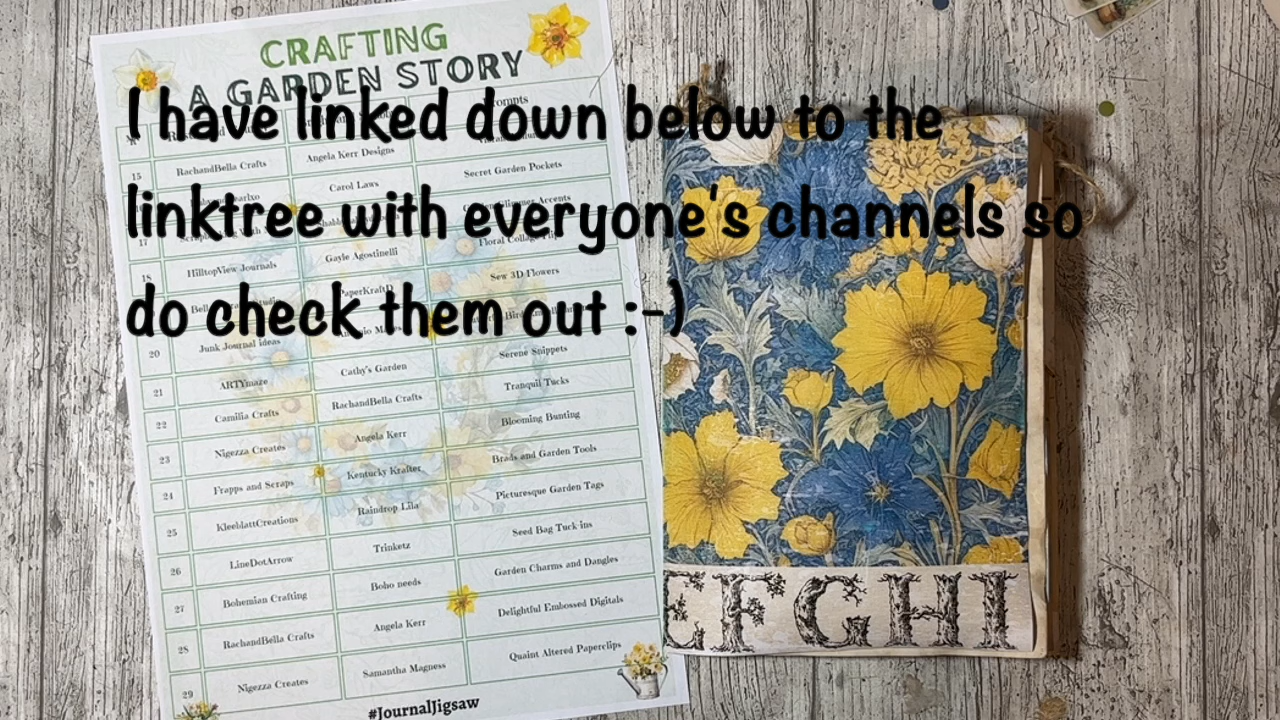 CRAFTING
A GARDEN STORY
I have linked down below to the
linktree with everyone's channels so
do check them out :-)
15 RachandBella Crafts Angela Kerr Designs Secret Garden Pockets
Carol Laws
17 Floral Collage
18 HilltopView Journals Gayle Agostinelli Sew 3D Flowers
20 Junk Journal ideas Serene Snippets
21 ARTYmaze Cathy's Garden Tranquil Tucks
22 Camilia Crafts RachandBella Crafts Blooming Bunting
23 Nigezza Creates Angela Kerr Brads and Garden Tools
24 Frapps and Scraps Kentucky Krafter Picturesque Garden Tags
25 KleeblattCreations Raindrop Lila Seed Bag Tuck-ins
26 LineDotArrow Trinketz Garden Charms and Dangles
27 Bohemian Crafting Boho needs Delightful Embossed Digitals
28 RachandBella Crafts Angela Kerr Quaint Altered Paperclips
29 Nigezza Creates Samantha Magness
#JournalJigsaw
EFGHI